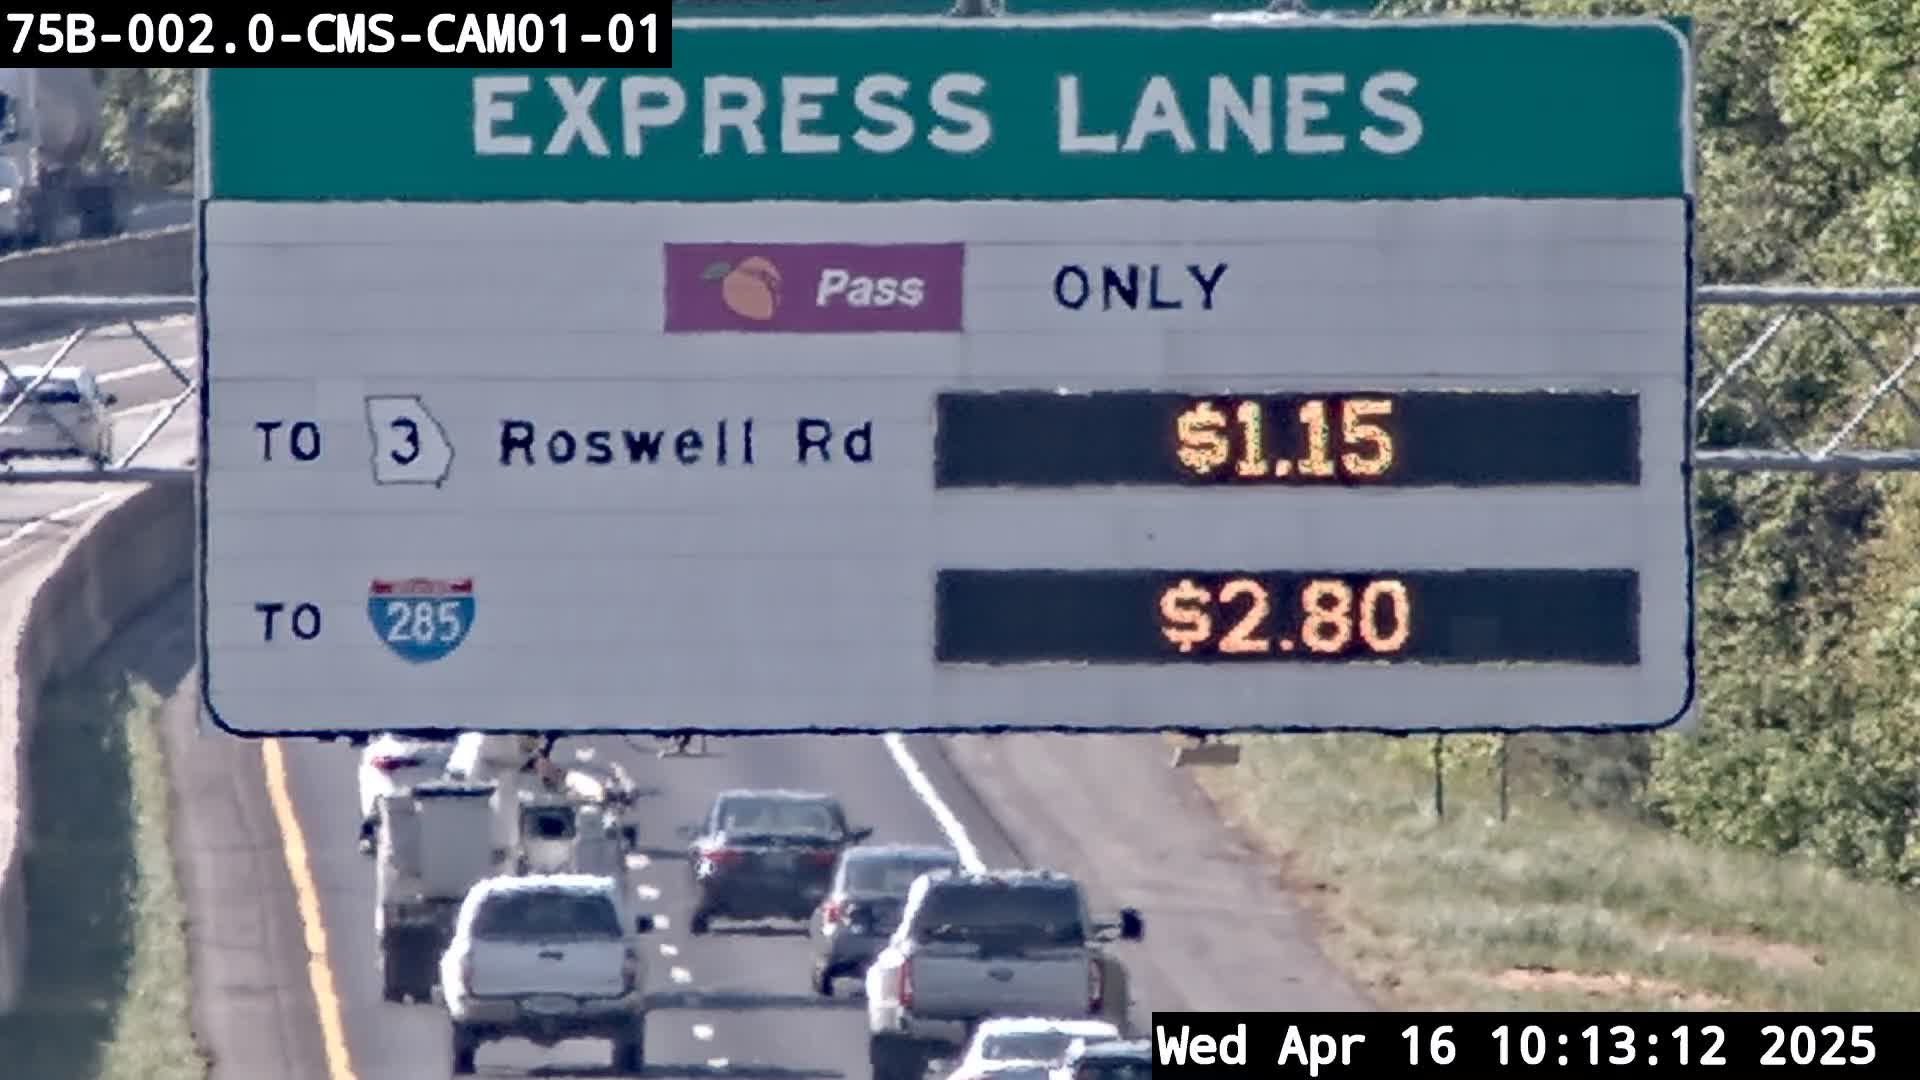 75B-002.0-CMS-CAM01-01
EXPRESS LANES
Pass ONLY
TO 3 Roswell Rd $1.15
TO 285 $2.80
Wed Apr 16 10:13:12 2025